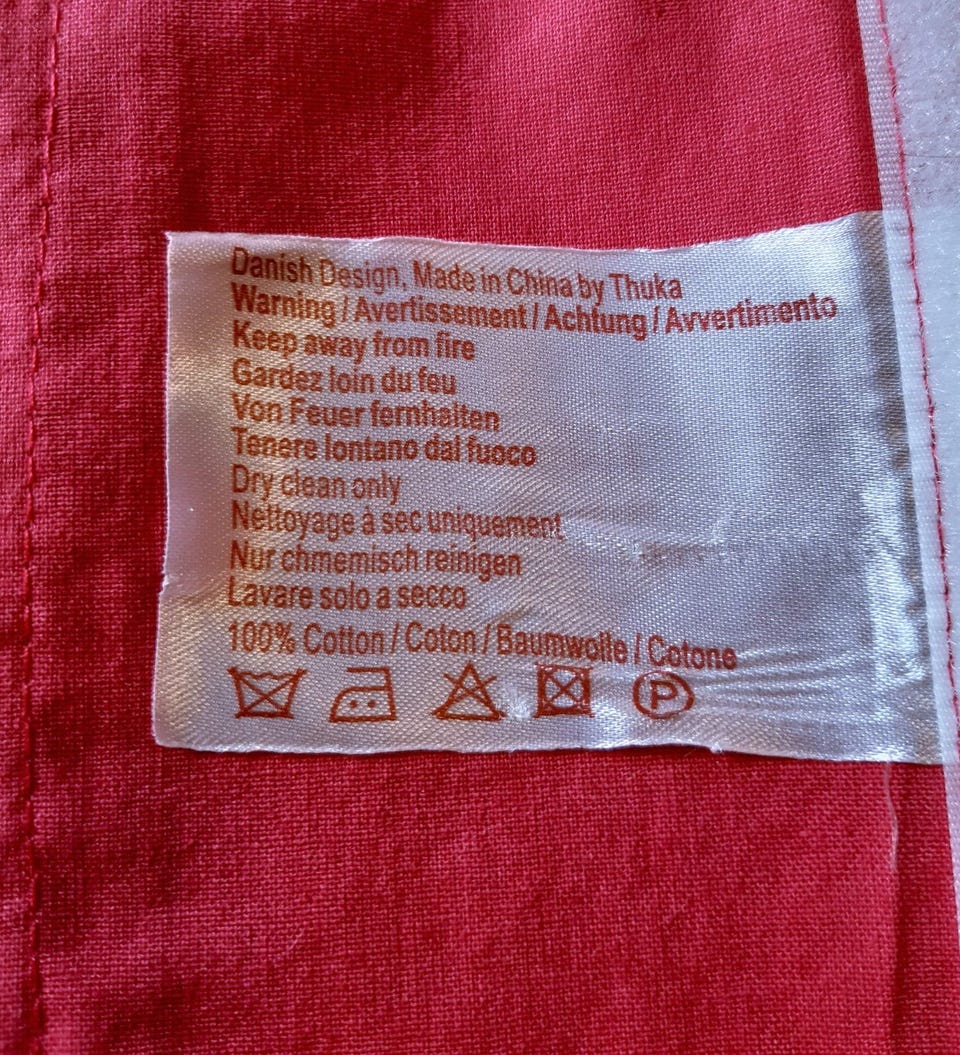 Danish Design, Made in China by Thuka
Warning / Avertissement / Achtung / Avvertimento
Keep away from fire
Gardez loin du feu
Von Feuer fernhalten
Tenere lontano dal fuoco
Dry clean only
Nettoyage à sec uniquement
Nur chmemisch reinigen
Lavare solo a secco
100% Cotton / Coton / Baumwolle / Cotone
P